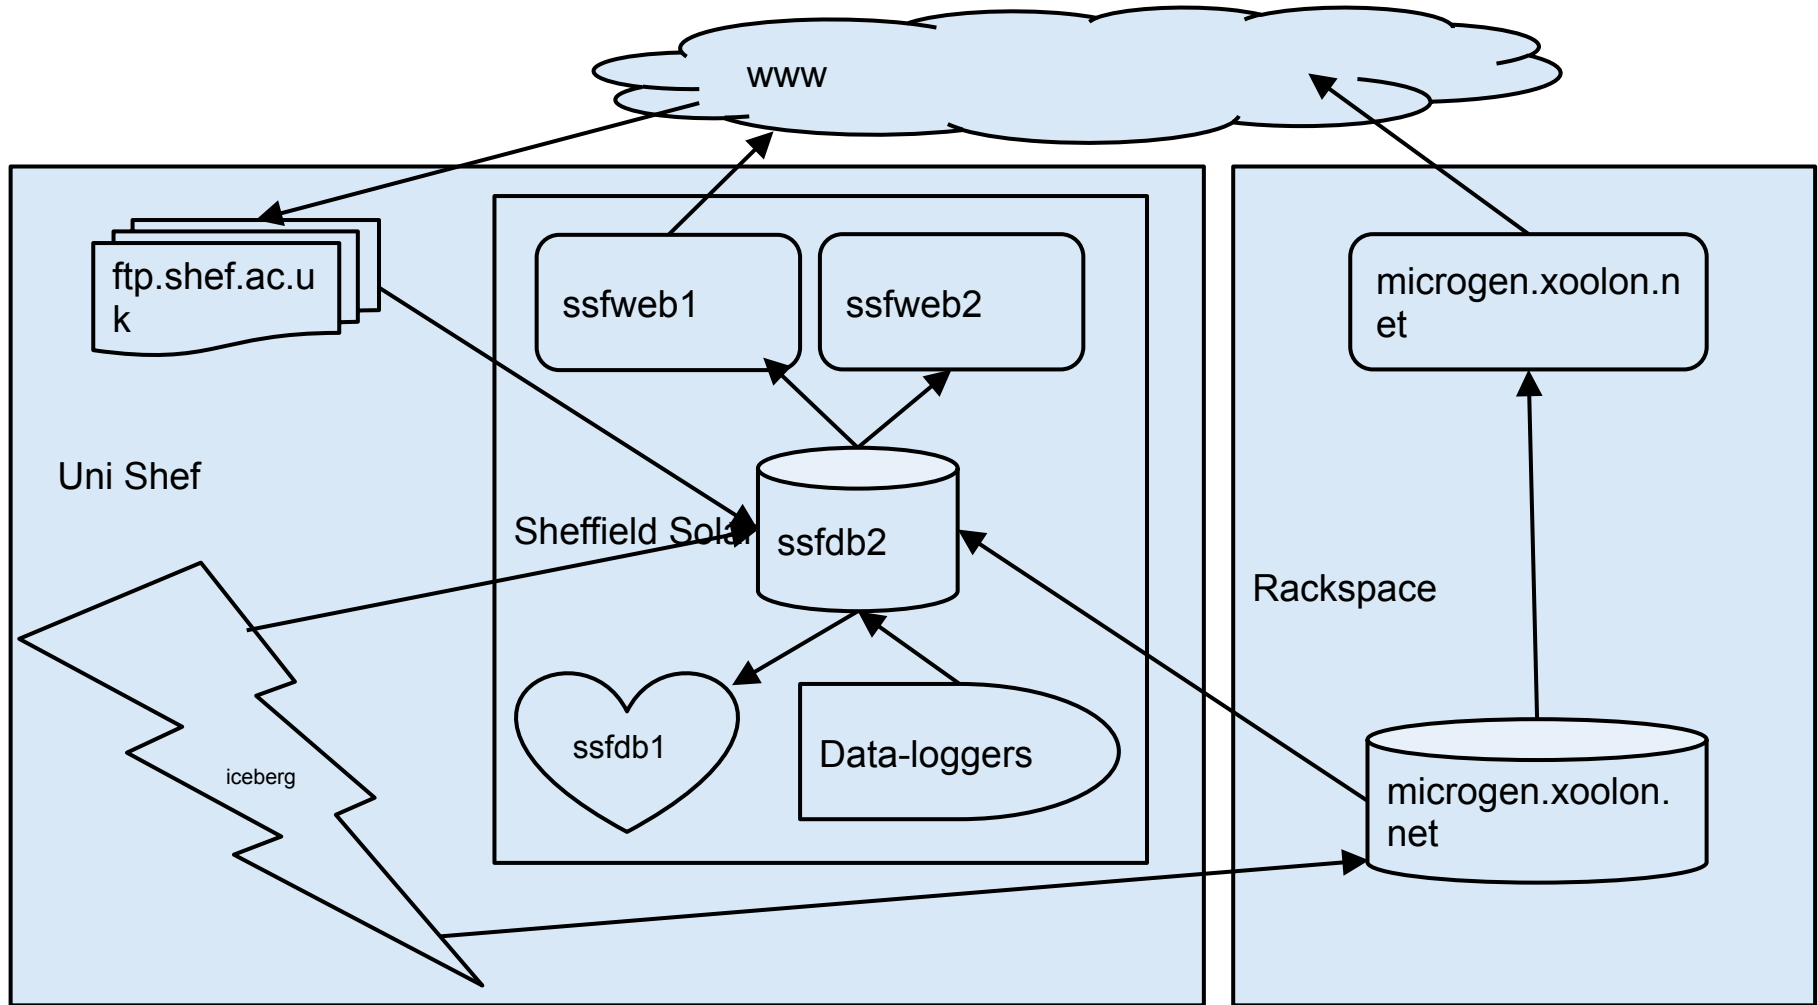 www
ftp.shef.ac.u
k
ssfweb1
ssfweb2
microgen.xoolon.n
et
Uni Shef
Sheffield Solar
ssfdb2
Rackspace
ssfdb1
Data-loggers
iceberg
microgen.xoolon.
net